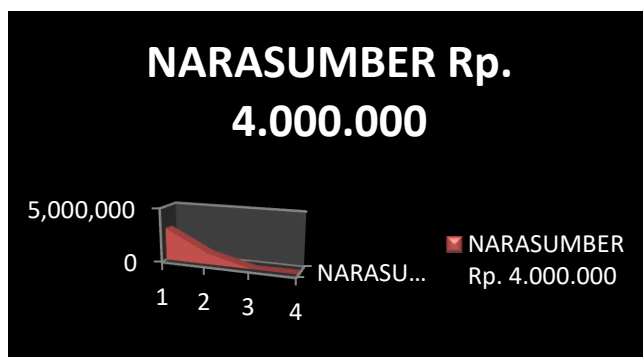 NARASUMBER Rp.
4.000.000
5,000,000
0
1
2
3
4
NARASU...
NARASUMBER
Rp. 4.000.000